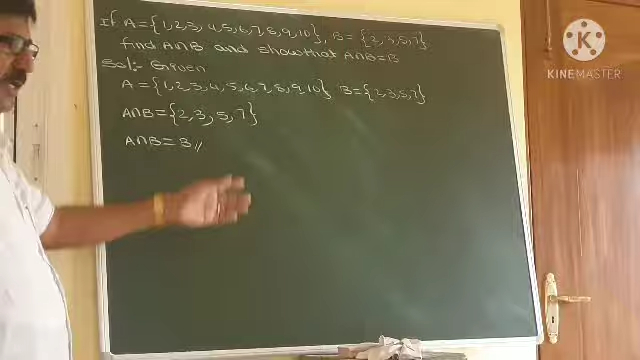 If A={1,2,3,4,5,6,7,8,9,10}, B={2,3,5,7}
find A∩B and show that A∩B=B
Sol:- Given
A={1,2,3,4,5,6,7,8,9,10} B={2,3,5,7}
A∩B={2,3,5,7}
A∩B=B//
KINEMASTER